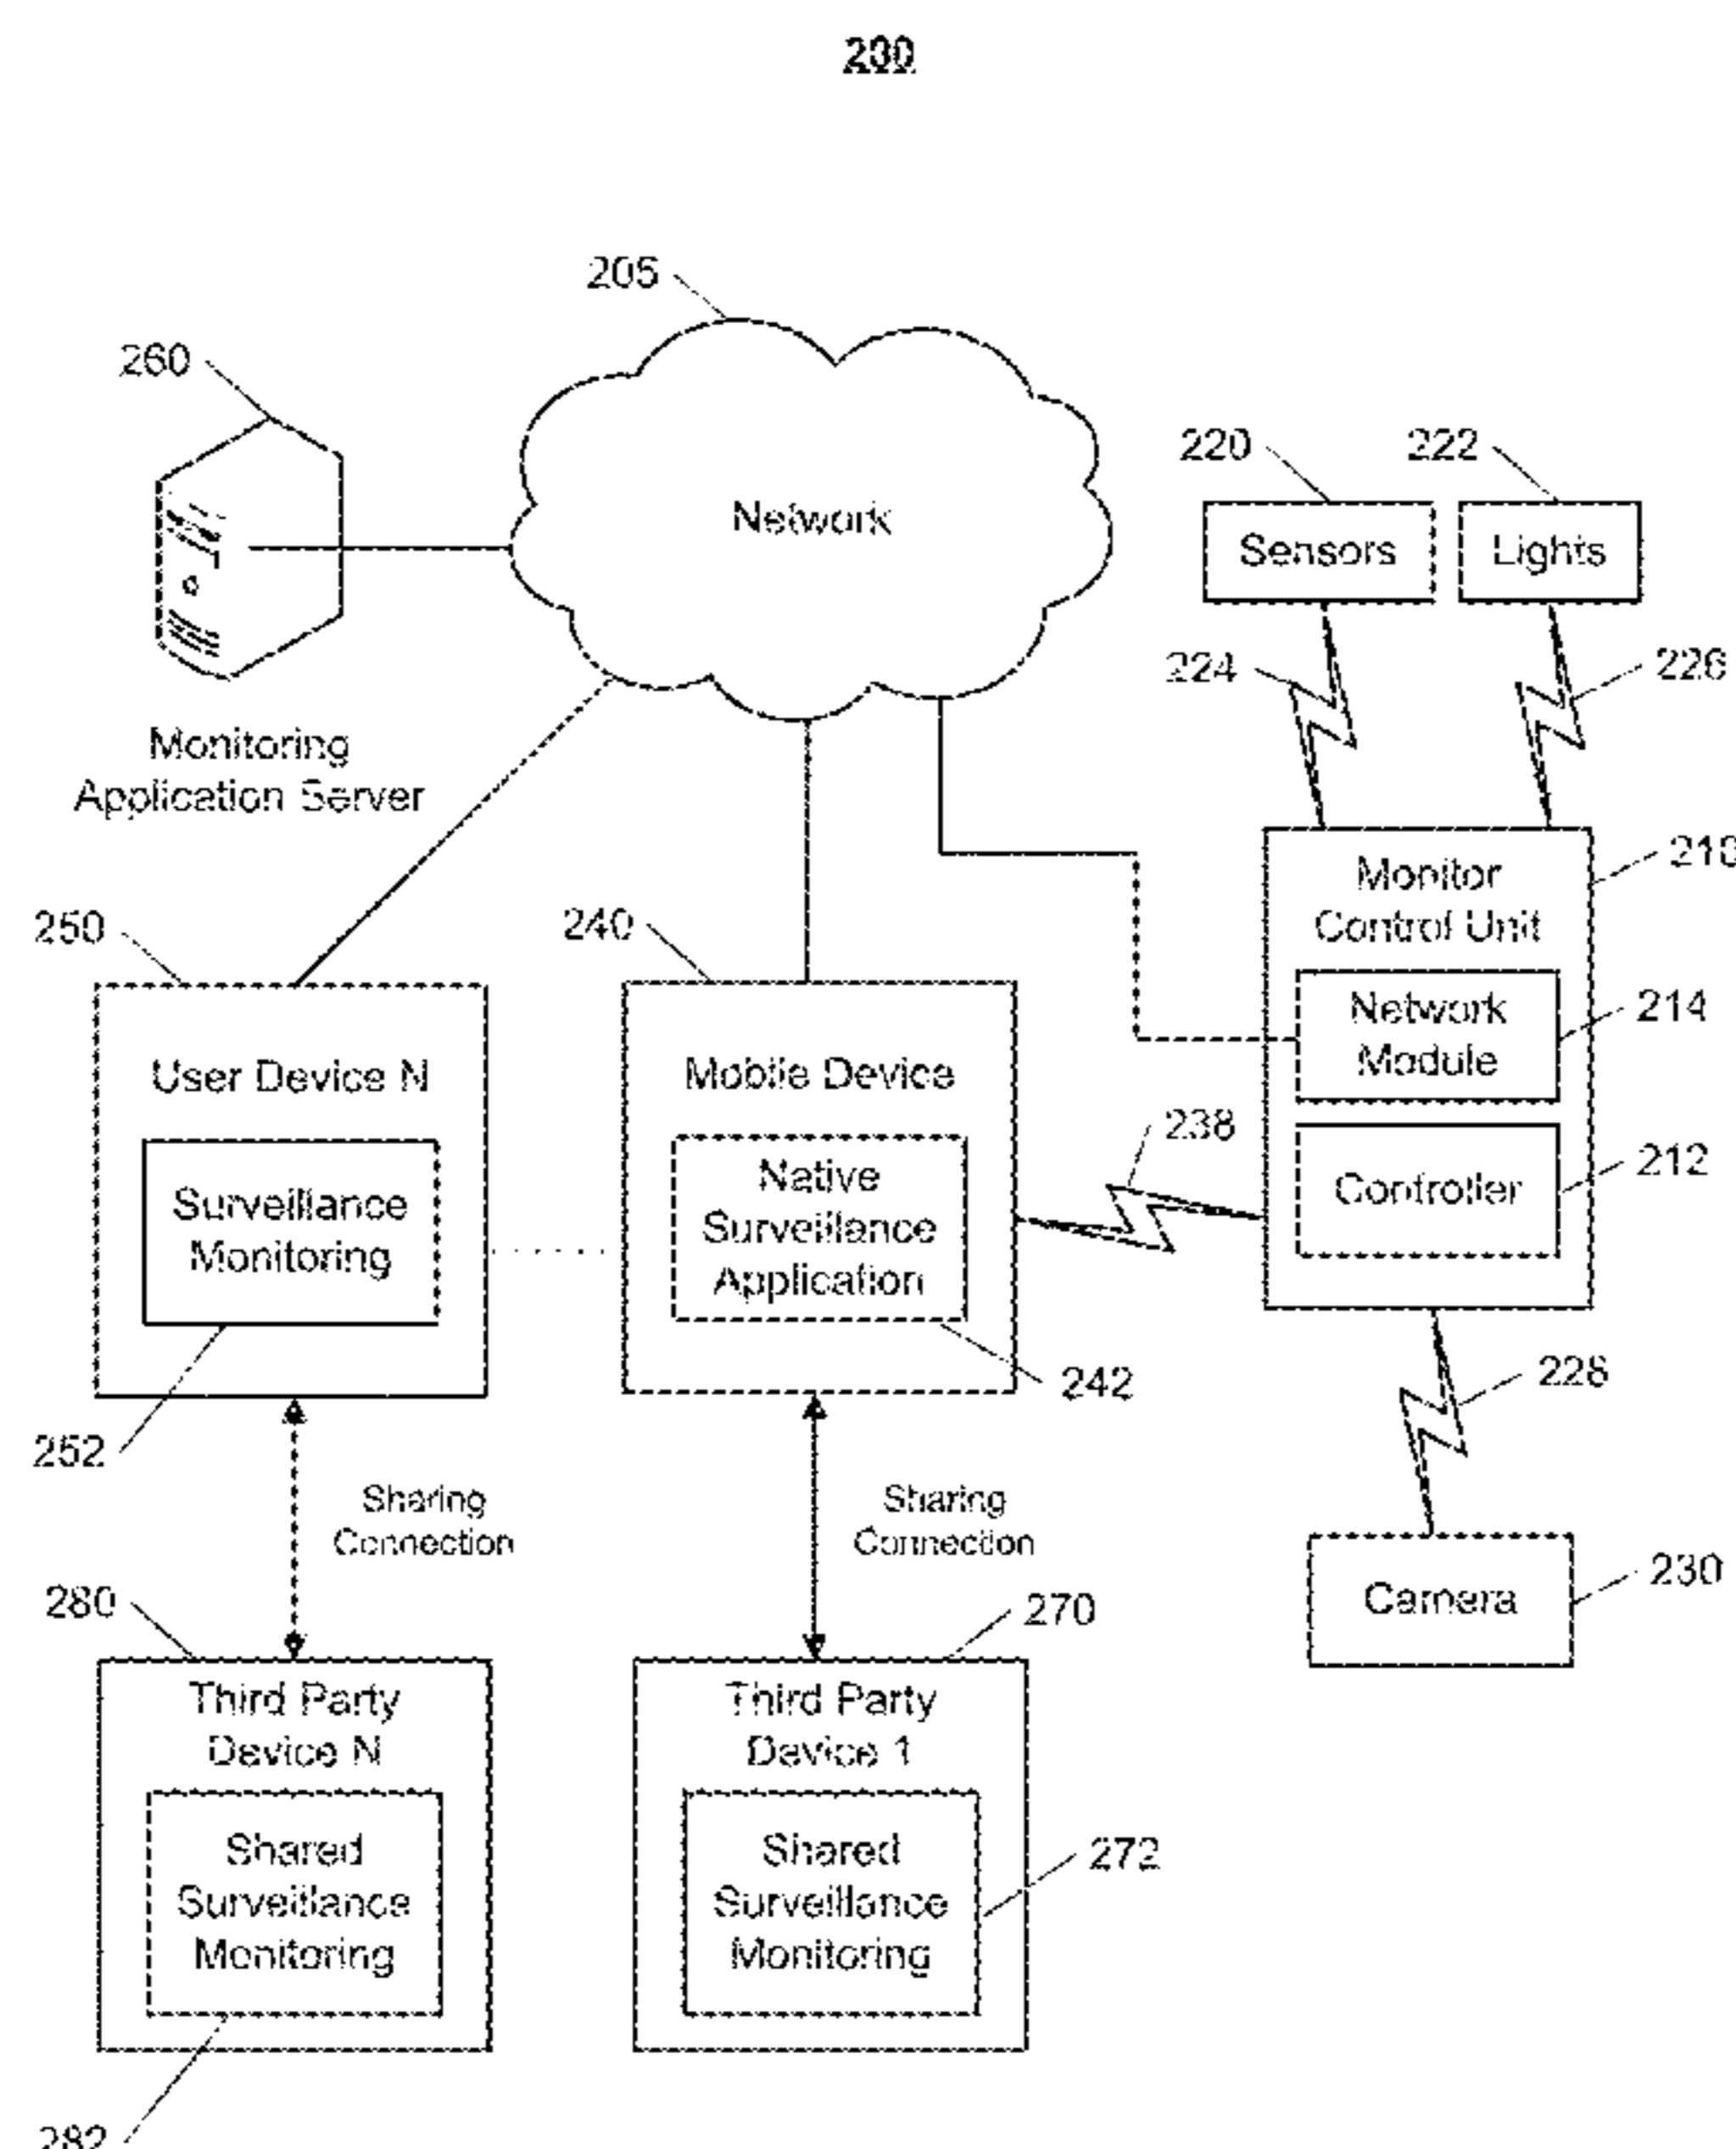 200
205
260
Network
220
222
Sensors
Lights
224
226
Monitoring
Application Server
210
Monitor
Control Unit
250
240
Network
Module
214
User Device N
Mobile Device
238
Controller
212
Surveillance
Monitoring
Native
Surveillance
Application
242
228
252
Sharing
Connection
Sharing
Connection
230
Camera
280
270
Third Party
Device N
Third Party
Device 1
Shared
Surveillance
Monitoring
Shared
Surveillance
Monitoring
272
282